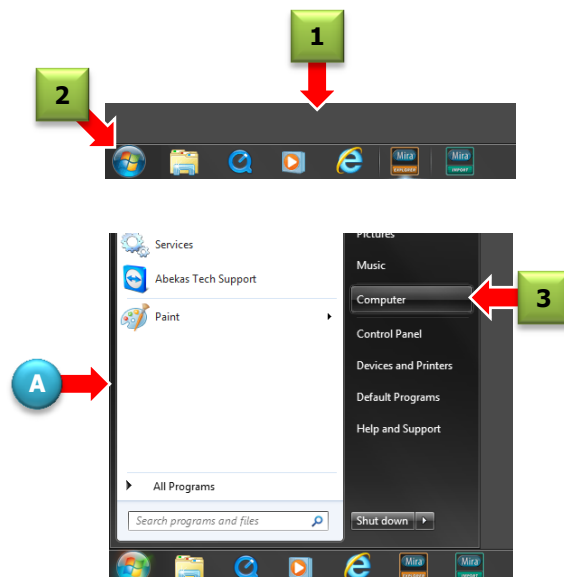 1
2
Mira
EXPLORER
Mira
IMPORT
Pictures
Services
Music
Abekas Tech Support
Computer
3
Paint
Control Panel
Devices and Printers
A
Default Programs
Help and Support
All Programs
Search programs and files
Shut down
Mira
EXPLORER
Mira
IMPORT